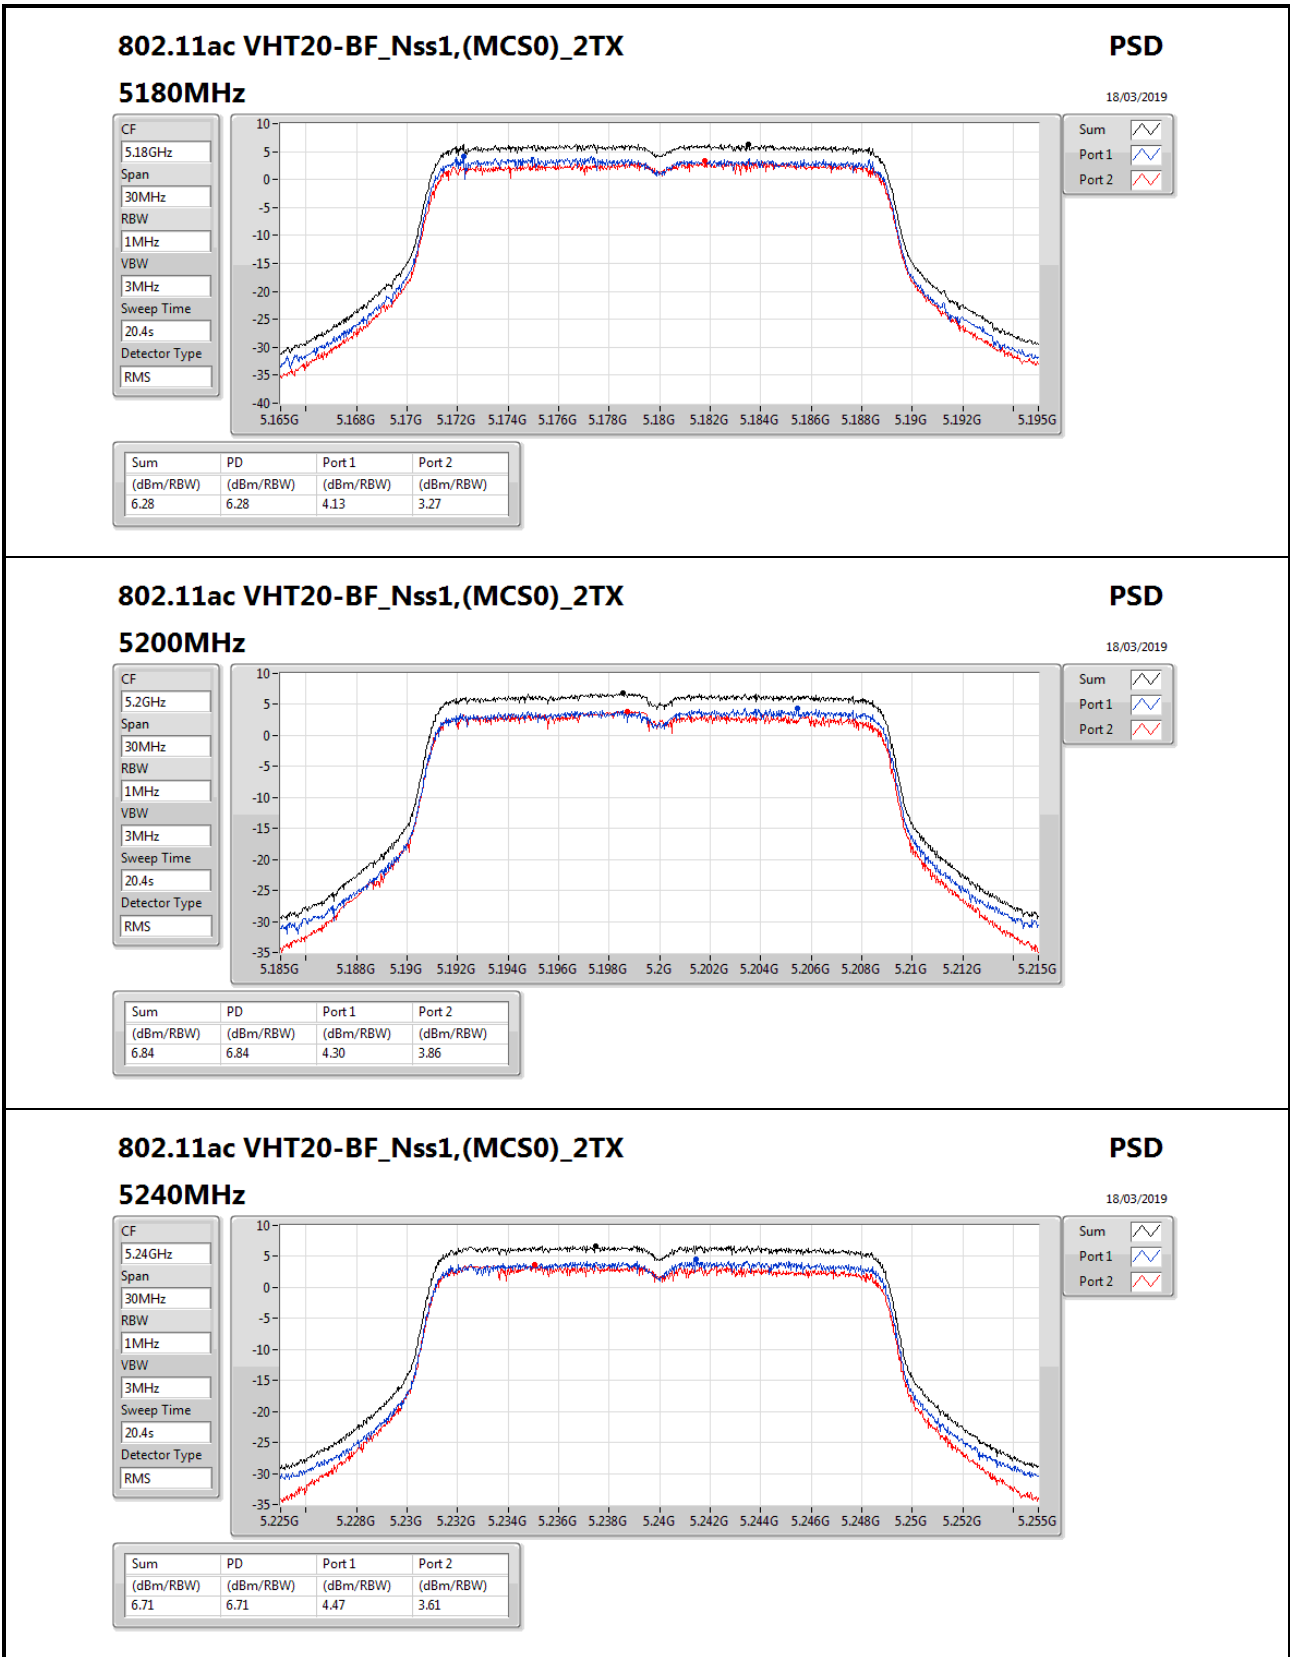 802.11ac VHT20-BF_Nss1,(MCS0)_2TX PSD
5180MHz 18/03/2019
CF
5.18GHz
Span
30MHz
RBW
1MHz
VBW
3MHz
Sweep Time
20.4s
Detector Type
RMS
10
5
0
-5
-10
-15
-20
-25
-30
-35
-40
5.165G 5.168G 5.17G 5.172G 5.174G 5.176G 5.178G 5.18G 5.182G 5.184G 5.186G 5.188G 5.19G 5.192G 5.195G
Sum
Port 1
Port 2
Sum PD Port 1 Port 2
(dBm/RBW) (dBm/RBW) (dBm/RBW) (dBm/RBW)
6.28 6.28 4.13 3.27
802.11ac VHT20-BF_Nss1,(MCS0)_2TX PSD
5200MHz 18/03/2019
CF
5.2GHz
Span
30MHz
RBW
1MHz
VBW
3MHz
Sweep Time
20.4s
Detector Type
RMS
10
5
0
-5
-10
-15
-20
-25
-30
-35
5.185G 5.188G 5.19G 5.192G 5.194G 5.196G 5.198G 5.2G 5.202G 5.204G 5.206G 5.208G 5.21G 5.212G 5.215G
Sum
Port 1
Port 2
Sum PD Port 1 Port 2
(dBm/RBW) (dBm/RBW) (dBm/RBW) (dBm/RBW)
6.84 6.84 4.30 3.86
802.11ac VHT20-BF_Nss1,(MCS0)_2TX PSD
5240MHz 18/03/2019
CF
5.24GHz
Span
30MHz
RBW
1MHz
VBW
3MHz
Sweep Time
20.4s
Detector Type
RMS
10
5
0
-5
-10
-15
-20
-25
-30
-35
5.225G 5.228G 5.23G 5.232G 5.234G 5.236G 5.238G 5.24G 5.242G 5.244G 5.246G 5.248G 5.25G 5.252G 5.255G
Sum
Port 1
Port 2
Sum PD Port 1 Port 2
(dBm/RBW) (dBm/RBW) (dBm/RBW) (dBm/RBW)
6.71 6.71 4.47 3.61